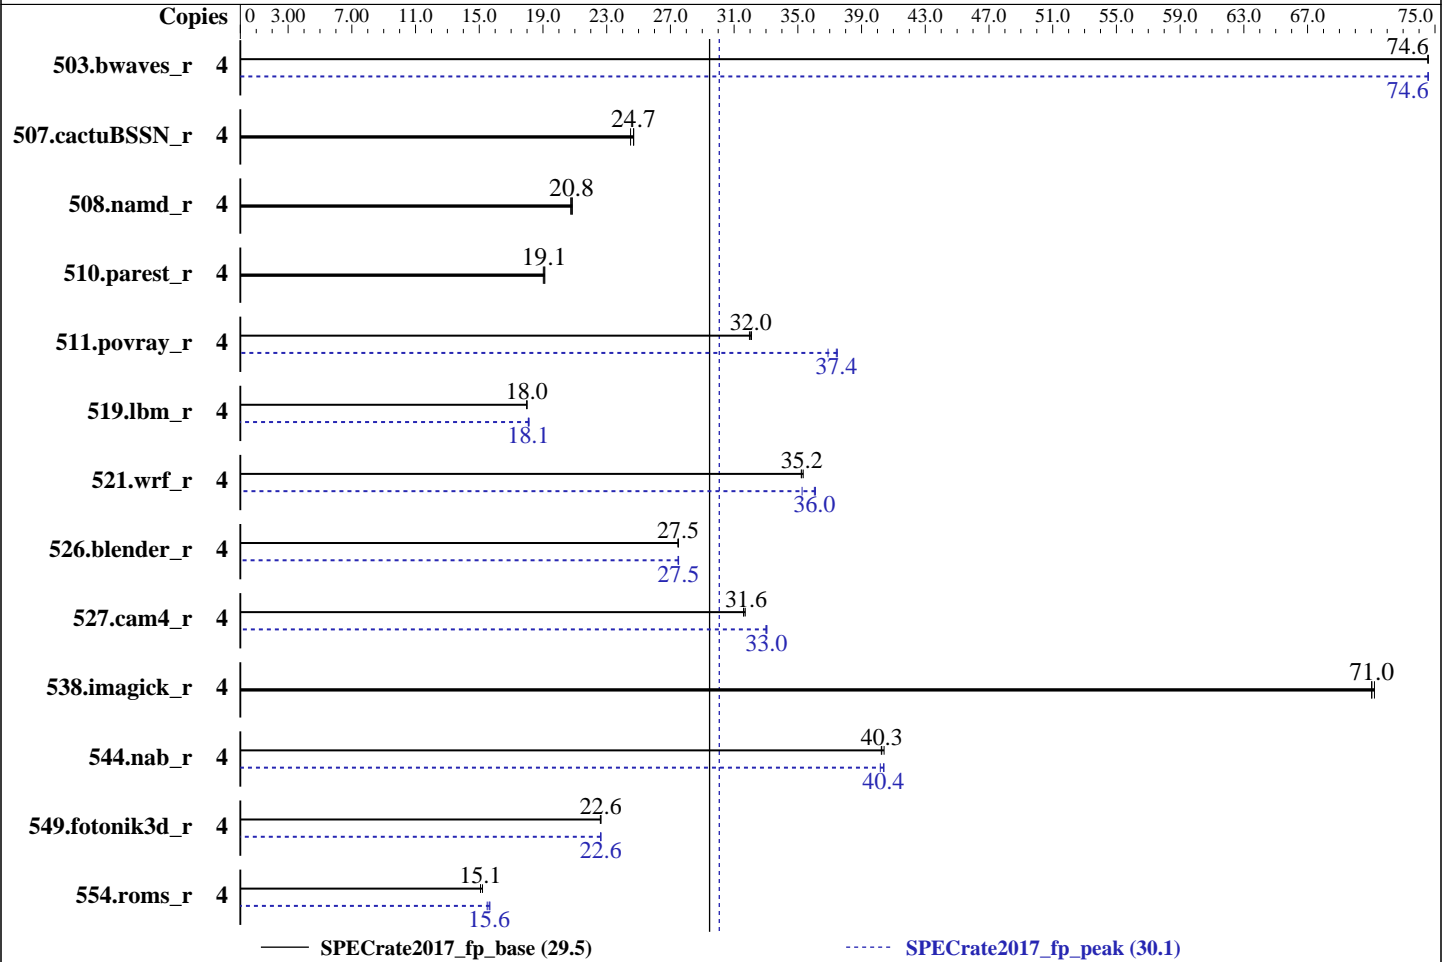 Copies 0 3.00 7.00 11.0 15.0 19.0 23.0 27.0 31.0 35.0 39.0 43.0 47.0 51.0 55.0 59.0 63.0 67.0 75.0
503.bwaves_r 4 74.6
74.6
507.cactuBSSN_r 4 24.7
508.namd_r 4 20.8
510.parest_r 4 19.1
511.povray_r 4 32.0
37.4
519.lbm_r 4 18.0
18.1
521.wrf_r 4 35.2
36.0
526.blender_r 4 27.5
27.5
527.cam4_r 4 31.6
33.0
538.imagick_r 4 71.0
544.nab_r 4 40.3
40.4
549.fotonik3d_r 4 22.6
22.6
554.roms_r 4 15.1
15.6
SPECrate2017_fp_base (29.5) SPECrate2017_fp_peak (30.1)